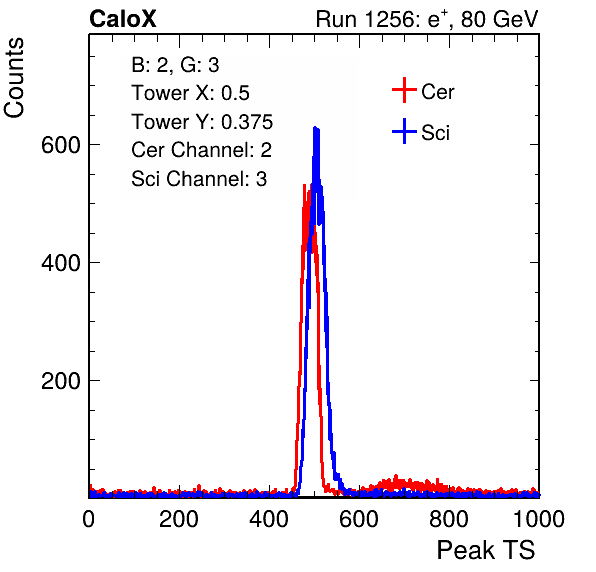 CaloX Run 1256: e⁺, 80 GeV
B: 2, G: 3
Tower X: 0.5
Tower Y: 0.375
Cer Channel: 2
Sci Channel: 3
Cer
Sci
Counts
600
400
200
0 200 400 600 800 1000
Peak TS